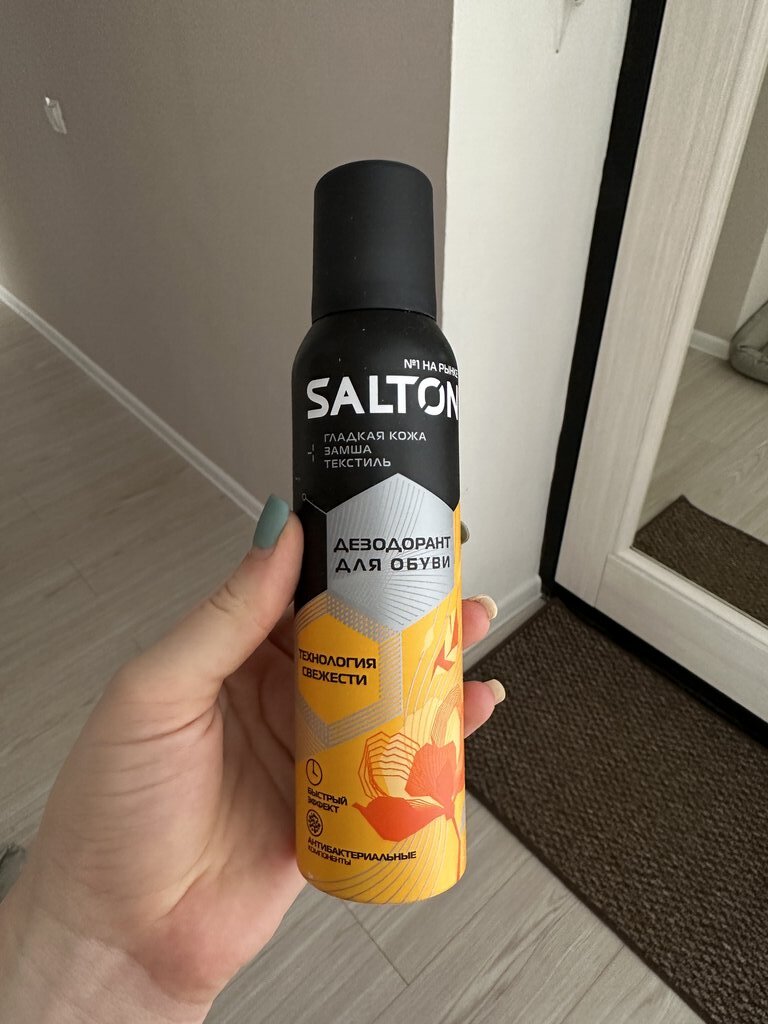 №1 НА РЫНКЕ
SALTON
ГЛАДКАЯ КОЖА
ЗАМША
ТЕКСТИЛЬ
ДЕЗОДОРАНТ
ДЛЯ ОБУВИ
ТЕХНОЛОГИЯ
СВЕЖЕСТИ
БЫСТРЫЙ
ЭФФЕКТ
АНТИБАКТЕРИАЛЬНЫЕ
КОМПОНЕНТЫ